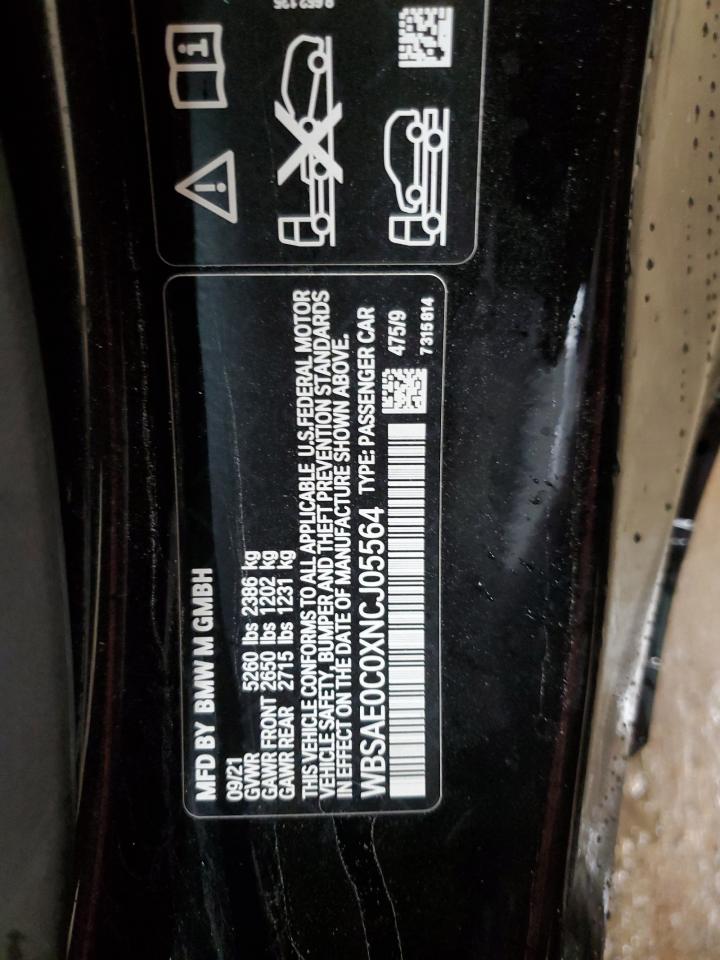 MFD BY BMW M GMBH
09/21
GVWR 5260 lbs 2386 kg
GAWR FRONT 2650 lbs 1202 kg
GAWR REAR 2715 lbs 1231 kg
THIS VEHICLE CONFORMS TO ALL APPLICABLE U.S.FEDERAL MOTOR
VEHICLE SAFETY, BUMPER AND THEFT PREVENTION STANDARDS
IN EFFECT ON THE DATE OF MANUFACTURE SHOWN ABOVE.
WBSAE0C0XNCJ05564 TYPE: PASSENGER CAR
475/9
7 315 814